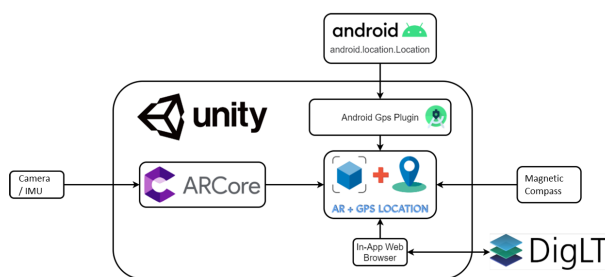 android
android.location.Location
unity
Android Gps Plugin
Camera
/ IMU
ARCore
AR + GPS LOCATION
Magnetic
Compass
In-App Web
Browser
DigLT